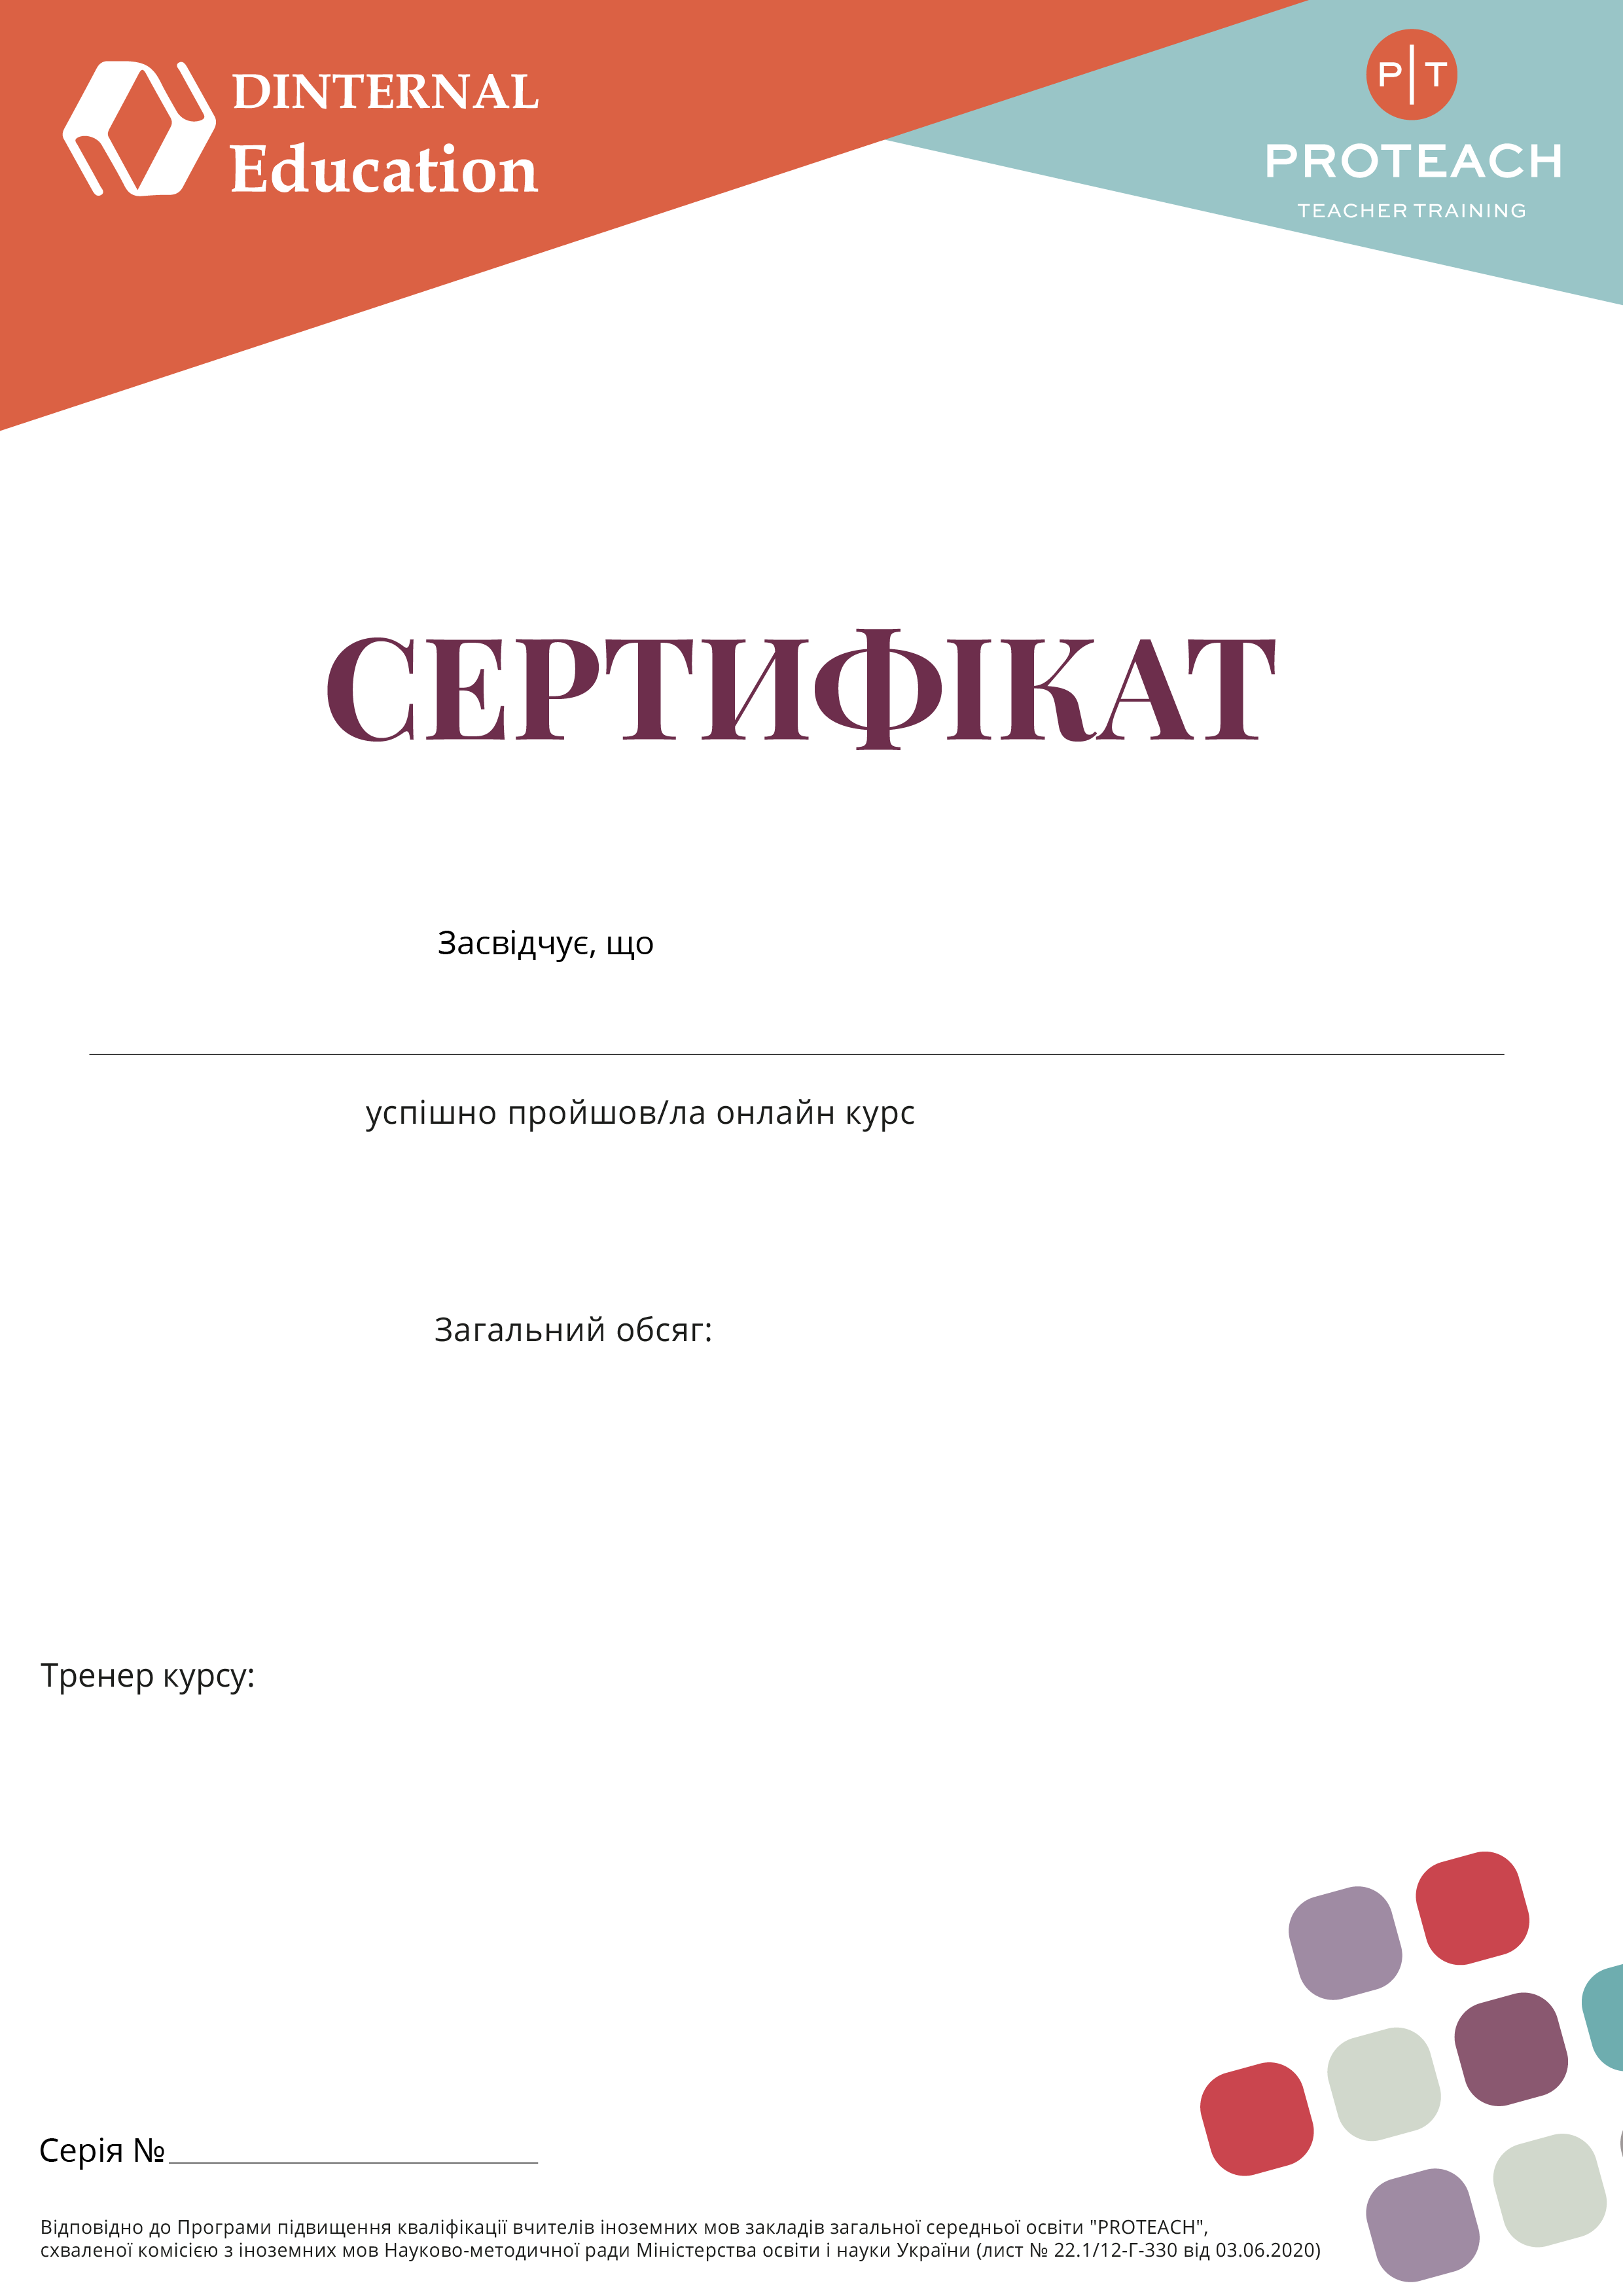 DINTERNAL
Education
P|T
PROTEACH
TEACHER TRAINING
СЕРТИФІКАТ
Засвідчує, що
успішно пройшов/ла онлайн курс
Загальний обсяг:
Тренер курсу:
Серія №
Відповідно до Програми підвищення кваліфікації вчителів іноземних мов закладів загальної середньої освіти "PROTEACH",
схваленої комісією з іноземних мов Науково-методичної ради Міністерства освіти і науки України (лист № 22.1/12-Г-330 від 03.06.2020)